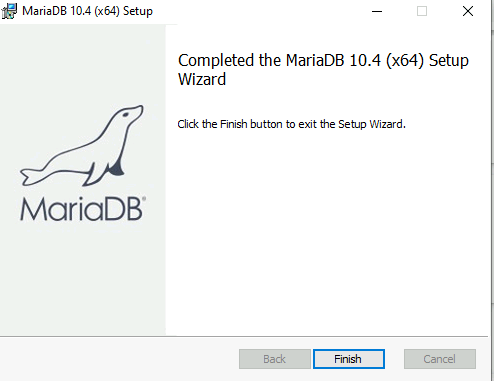 MariaDB 10.4 (x64) Setup
Completed the MariaDB 10.4 (x64) Setup
Wizard
Click the Finish button to exit the Setup Wizard.
MariaDB®
Back
Finish
Cancel